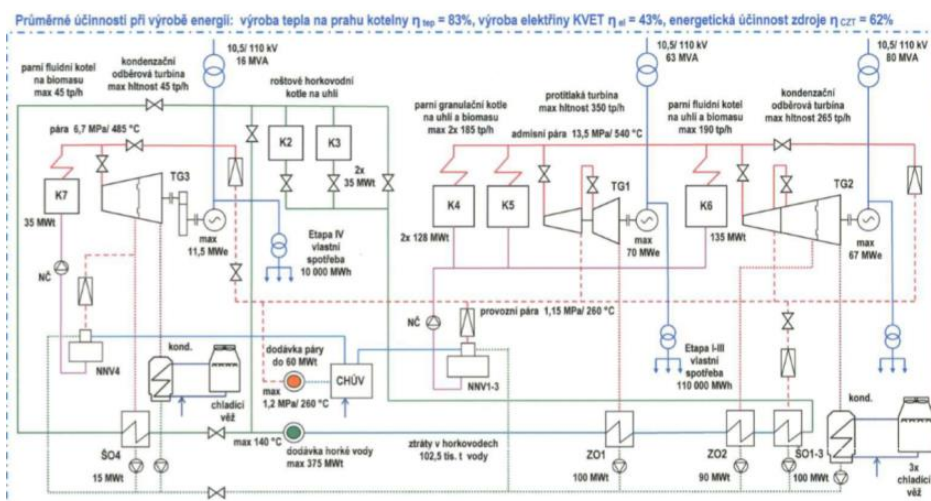 Průměrné účinnosti při výrobě energii: výroba tepla na prahu kotelny η tep = 83%, výroba elektřiny KVET η el = 43%, energetická účinnost zdroje η CZT = 62%
10,5/ 110 kV
16 MVA
10,5/ 110 kV
63 MVA
10,5/ 110 kV
80 MVA
parní fluidní kotel
na biomasu
max 45 tp/h
kondenzační
odběrová turbína
max hltnost 45 tp/h
roštové horkovodní
kotle na uhlí
parní granulační kotle
na uhlí a biomasu
max 2x 185 tp/h
protitlaká turbína
max hltnost 350 tp/h
parní fluidní kotel
na uhlí a biomasu
max 190 tp/h
kondenzační
odběrová turbína
max hltnost 265 tp/h
pára 6,7 MPa/ 485 °C
admisní pára 13,5 MPa/ 540 °C
K2
K3
2x
35 MWt
K7
35 MWt
TG3
max
11,5 MWe
K4
K5
2x 128 MWt
TG1
max
70 MWe
K6
135 MWt
TG2
max
67 MWe
Etapa IV
vlastní
spotřeba
10 000 MWh
NČ
NNV4
kond.
chladící
věž
dodávka páry
do 60 MWt
max
1,2 MPa/ 260 °C
CHÚV
provozní pára 1,15 MPa/ 260 °C
NČ
NNV1-3
Etapa I-III
vlastní
spotřeba
110 000 MWh
kond.
3x
chladící
věž
ŠO4
15 MWt
max 140 °C
dodávka horké vody
max 375 MWt
ztráty v horkovodech
102,5 tis. t vody
ZO1
100 MWt
ZO2
90 MWt
ŠO1-3
100 MWt